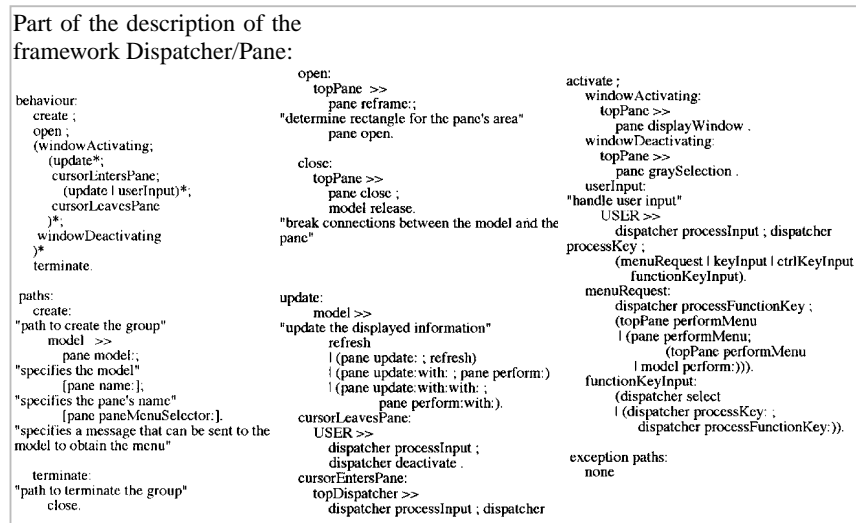 Part of the description of the
framework Dispatcher/Pane:
behaviour:
create ;
open ;
(windowActivating;
(update*;
cursorEntersPane;
(update | userInput)*;
cursorLeavesPane
)*;
windowDeactivating
)*
terminate.
paths:
create:
"path to create the group"
model >>
pane model:;
"specifies the model"
[pane name:];
"specifies the pane's name"
[pane paneMenuSelector:].
"specifies a message that can be sent to the
model to obtain the menu"
terminate:
"path to terminate the group"
close.
open:
topPane >>
pane reframe:;
"determine rectangle for the pane's area"
pane open.
close:
topPane >>
pane close ;
model release.
"break connections between the model and the
pane"
update:
model >>
"update the displayed information"
refresh
| (pane update: ; refresh)
| (pane update:with: ; pane perform:)
| (pane update:with:with: ;
pane perform:with:).
cursorLeavesPane:
USER >>
dispatcher processInput ;
dispatcher deactivate .
cursorEntersPane:
topDispatcher >>
dispatcher processInput ; dispatcher
activate ;
windowActivating:
topPane >>
pane displayWindow .
windowDeactivating:
topPane >>
pane graySelection .
userInput:
"handle user input"
USER >>
dispatcher processInput ; dispatcher
processKey ;
(menuRequest | keyInput | ctrlKeyInput
functionKeyInput).
menuRequest:
dispatcher processFunctionKey ;
(topPane performMenu
| (pane performMenu;
(topPane performMenu
| model perform:))).
functionKeyInput:
(dispatcher select
| (dispatcher processKey: ;
dispatcher processFunctionKey:)).
exception paths:
none